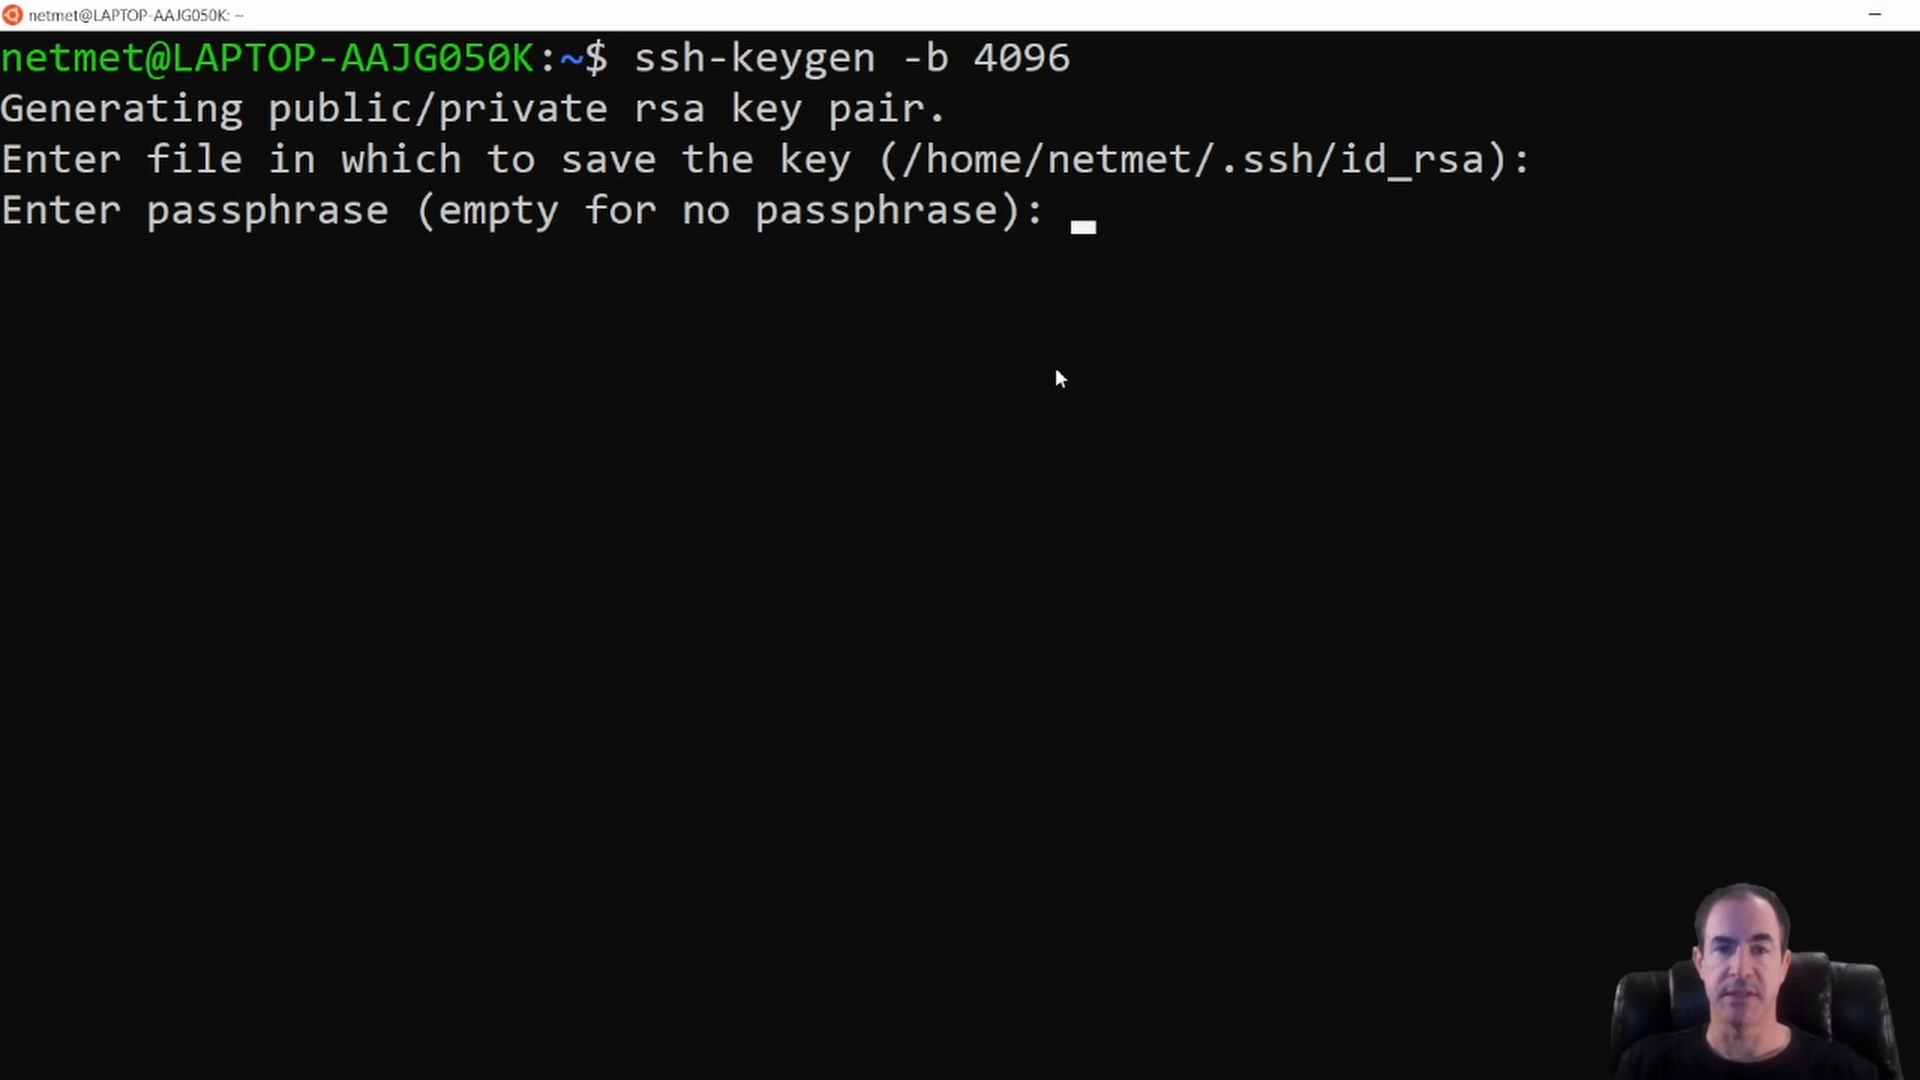 netmet@LAPTOP-AAJG050K: ~
netmet@LAPTOP-AAJG050K:~$ ssh-keygen -b 4096
Generating public/private rsa key pair.
Enter file in which to save the key (/home/netmet/.ssh/id_rsa):
Enter passphrase (empty for no passphrase):